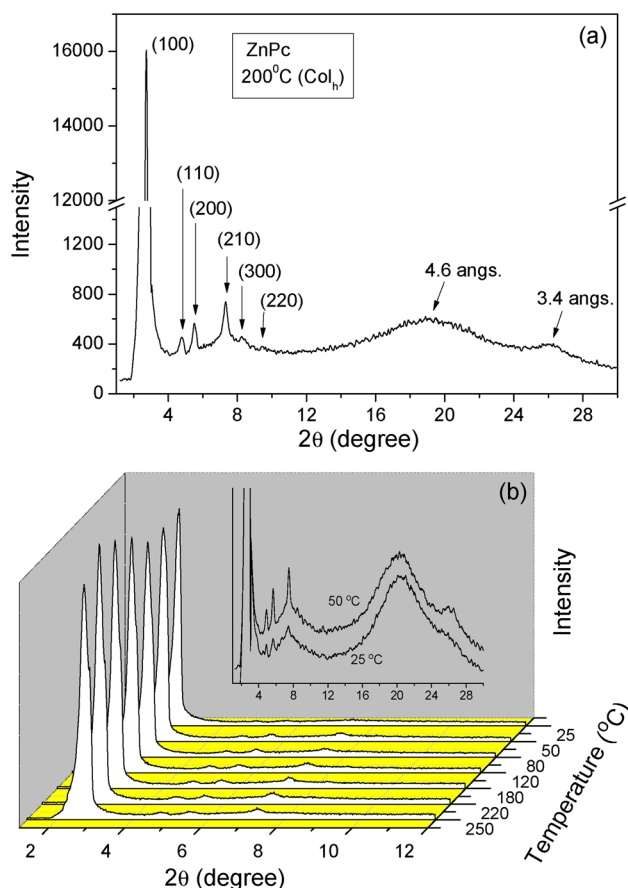 (a)
ZnPc
200⁰C (Colₕ)
(100)
(110)
(200)
(210)
(300)
(220)
4.6 angs.
3.4 angs.
Intensity
16000
14000
12000
1200
800
400
0
4 8 12 16 20 24 28
2θ (degree)
(b)
50 °C
25 °C
4 8 12 16 20 24 28
Intensity
25
50
80
120
180
220
250
Temperature (°C)
2 4 6 8 10 12
2θ (degree)